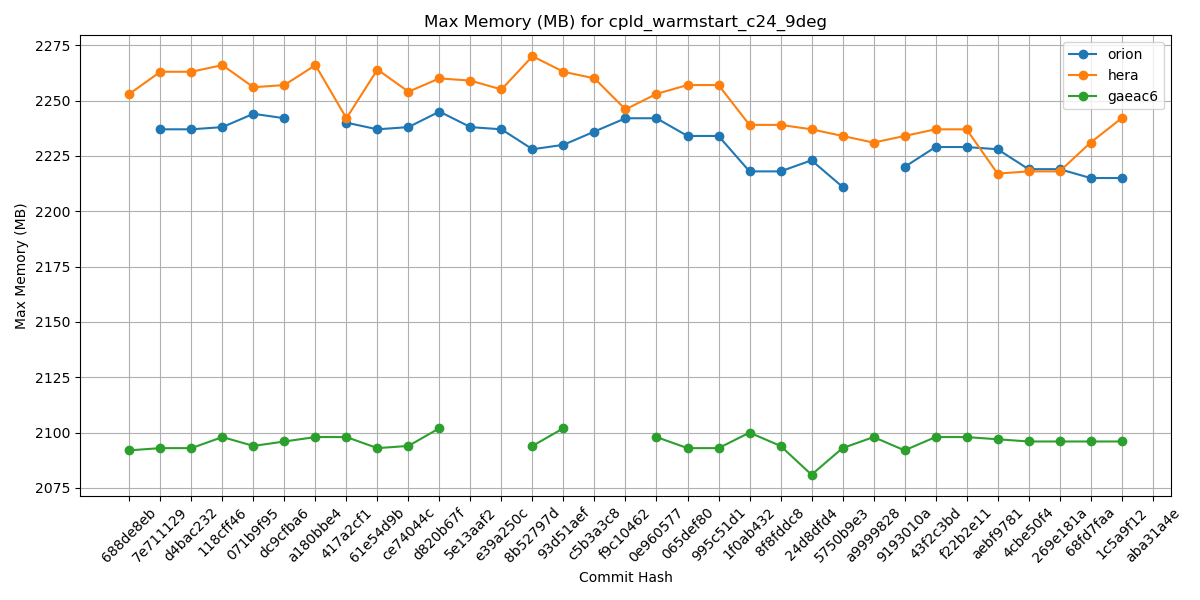 Max Memory (MB) for cpld_warmstart_c24_9deg
orion
hera
gaeac6
Max Memory (MB)
2275
2250
2225
2200
2175
2150
2125
2100
2075
688de8eb
7e711129
d4bac232
118cff46
071b9f95
dc9cfba6
a180bbe4
417a2cf1
61e54d9b
ce74044c
d820b67f
5e13aaf2
e39a250c
8b52797d
93d51aef
c5b3a3c8
f9c10462
0e960577
065def80
995c51d1
1f0ab432
8f8fddc8
24d8dfd4
5750b9e3
a9999828
9193010a
43f2c3bd
f22b2e11
aebf9781
4cbe50f4
269e181a
68fd7faa
1c5a9f12
aba31a4e
Commit Hash